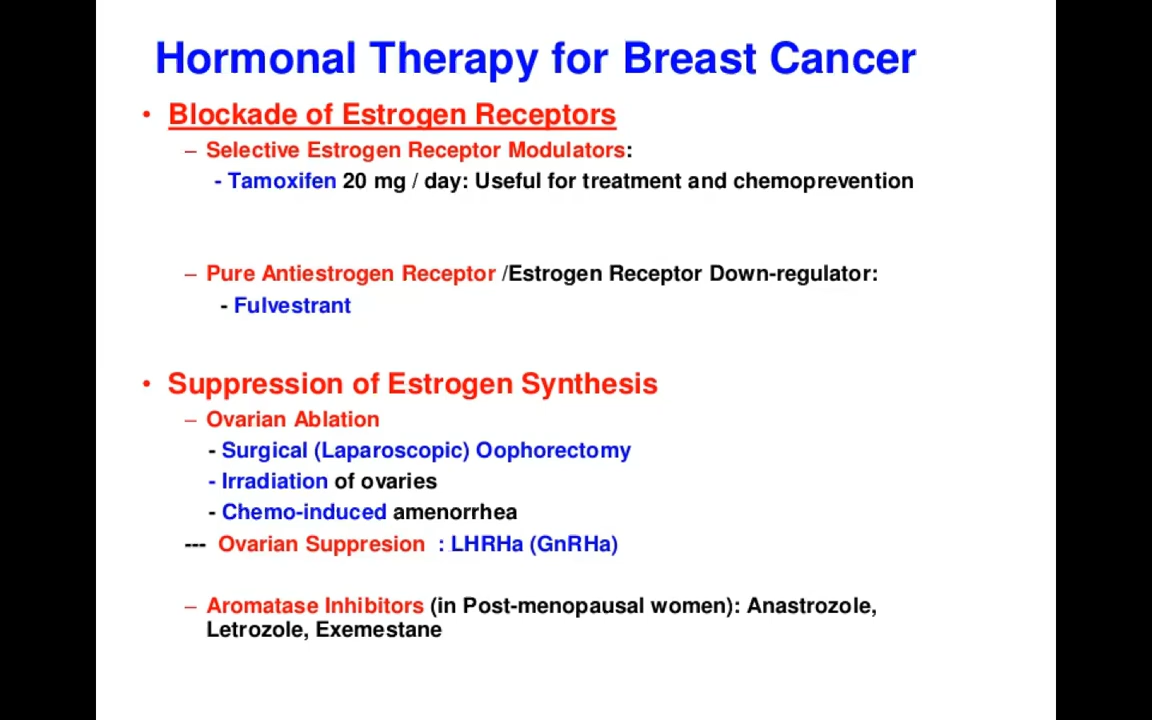 Hormonal Therapy for Breast Cancer
• Blockade of Estrogen Receptors
– Selective Estrogen Receptor Modulators:
- Tamoxifen 20 mg / day: Useful for treatment and chemoprevention
– Pure Antiestrogen Receptor /Estrogen Receptor Down-regulator:
- Fulvestrant
• Suppression of Estrogen Synthesis
– Ovarian Ablation
- Surgical (Laparoscopic) Oophorectomy
- Irradiation of ovaries
- Chemo-induced amenorrhea
--- Ovarian Suppresion : LHRHa (GnRHa)
– Aromatase Inhibitors (in Post-menopausal women): Anastrozole,
Letrozole, Exemestane